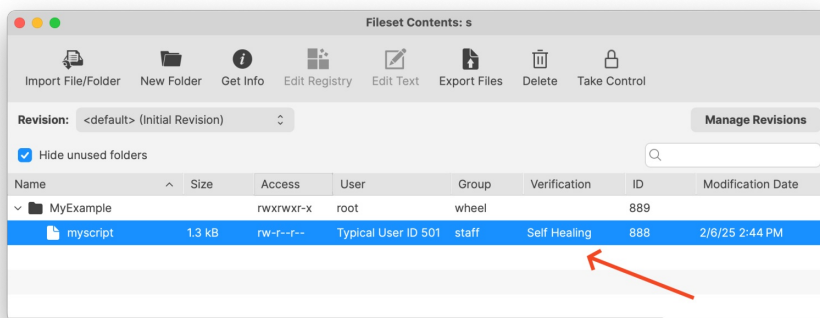 Fileset Contents: s
Import File/Folder New Folder Get Info Edit Registry Edit Text Export Files Delete Take Control
Revision: <default> (Initial Revision) Manage Revisions
Hide unused folders
Name Size Access User Group Verification ID Modification Date
MyExample rwxrwxr-x root wheel 889
myscript 1.3 kB rw-r--r-- Typical User ID 501 staff Self Healing 888 2/6/25 2:44 PM